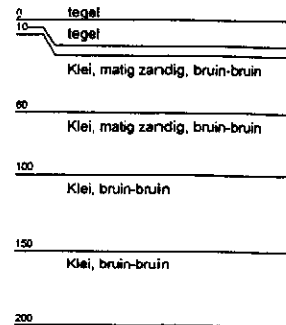 0 tegel
10 tegel
Klei, matig zandig, bruin-bruin
60
Klei, matig zandig, bruin-bruin
100
Klei, bruin-bruin
150
Klei, bruin-bruin
200